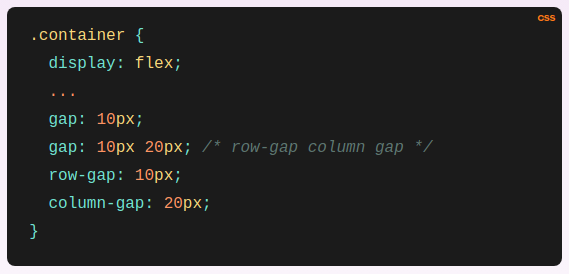 CSS
.container {
  display: flex;
  ...
  gap: 10px;
  gap: 10px 20px; /* row-gap column gap */
  row-gap: 10px;
  column-gap: 20px;
}